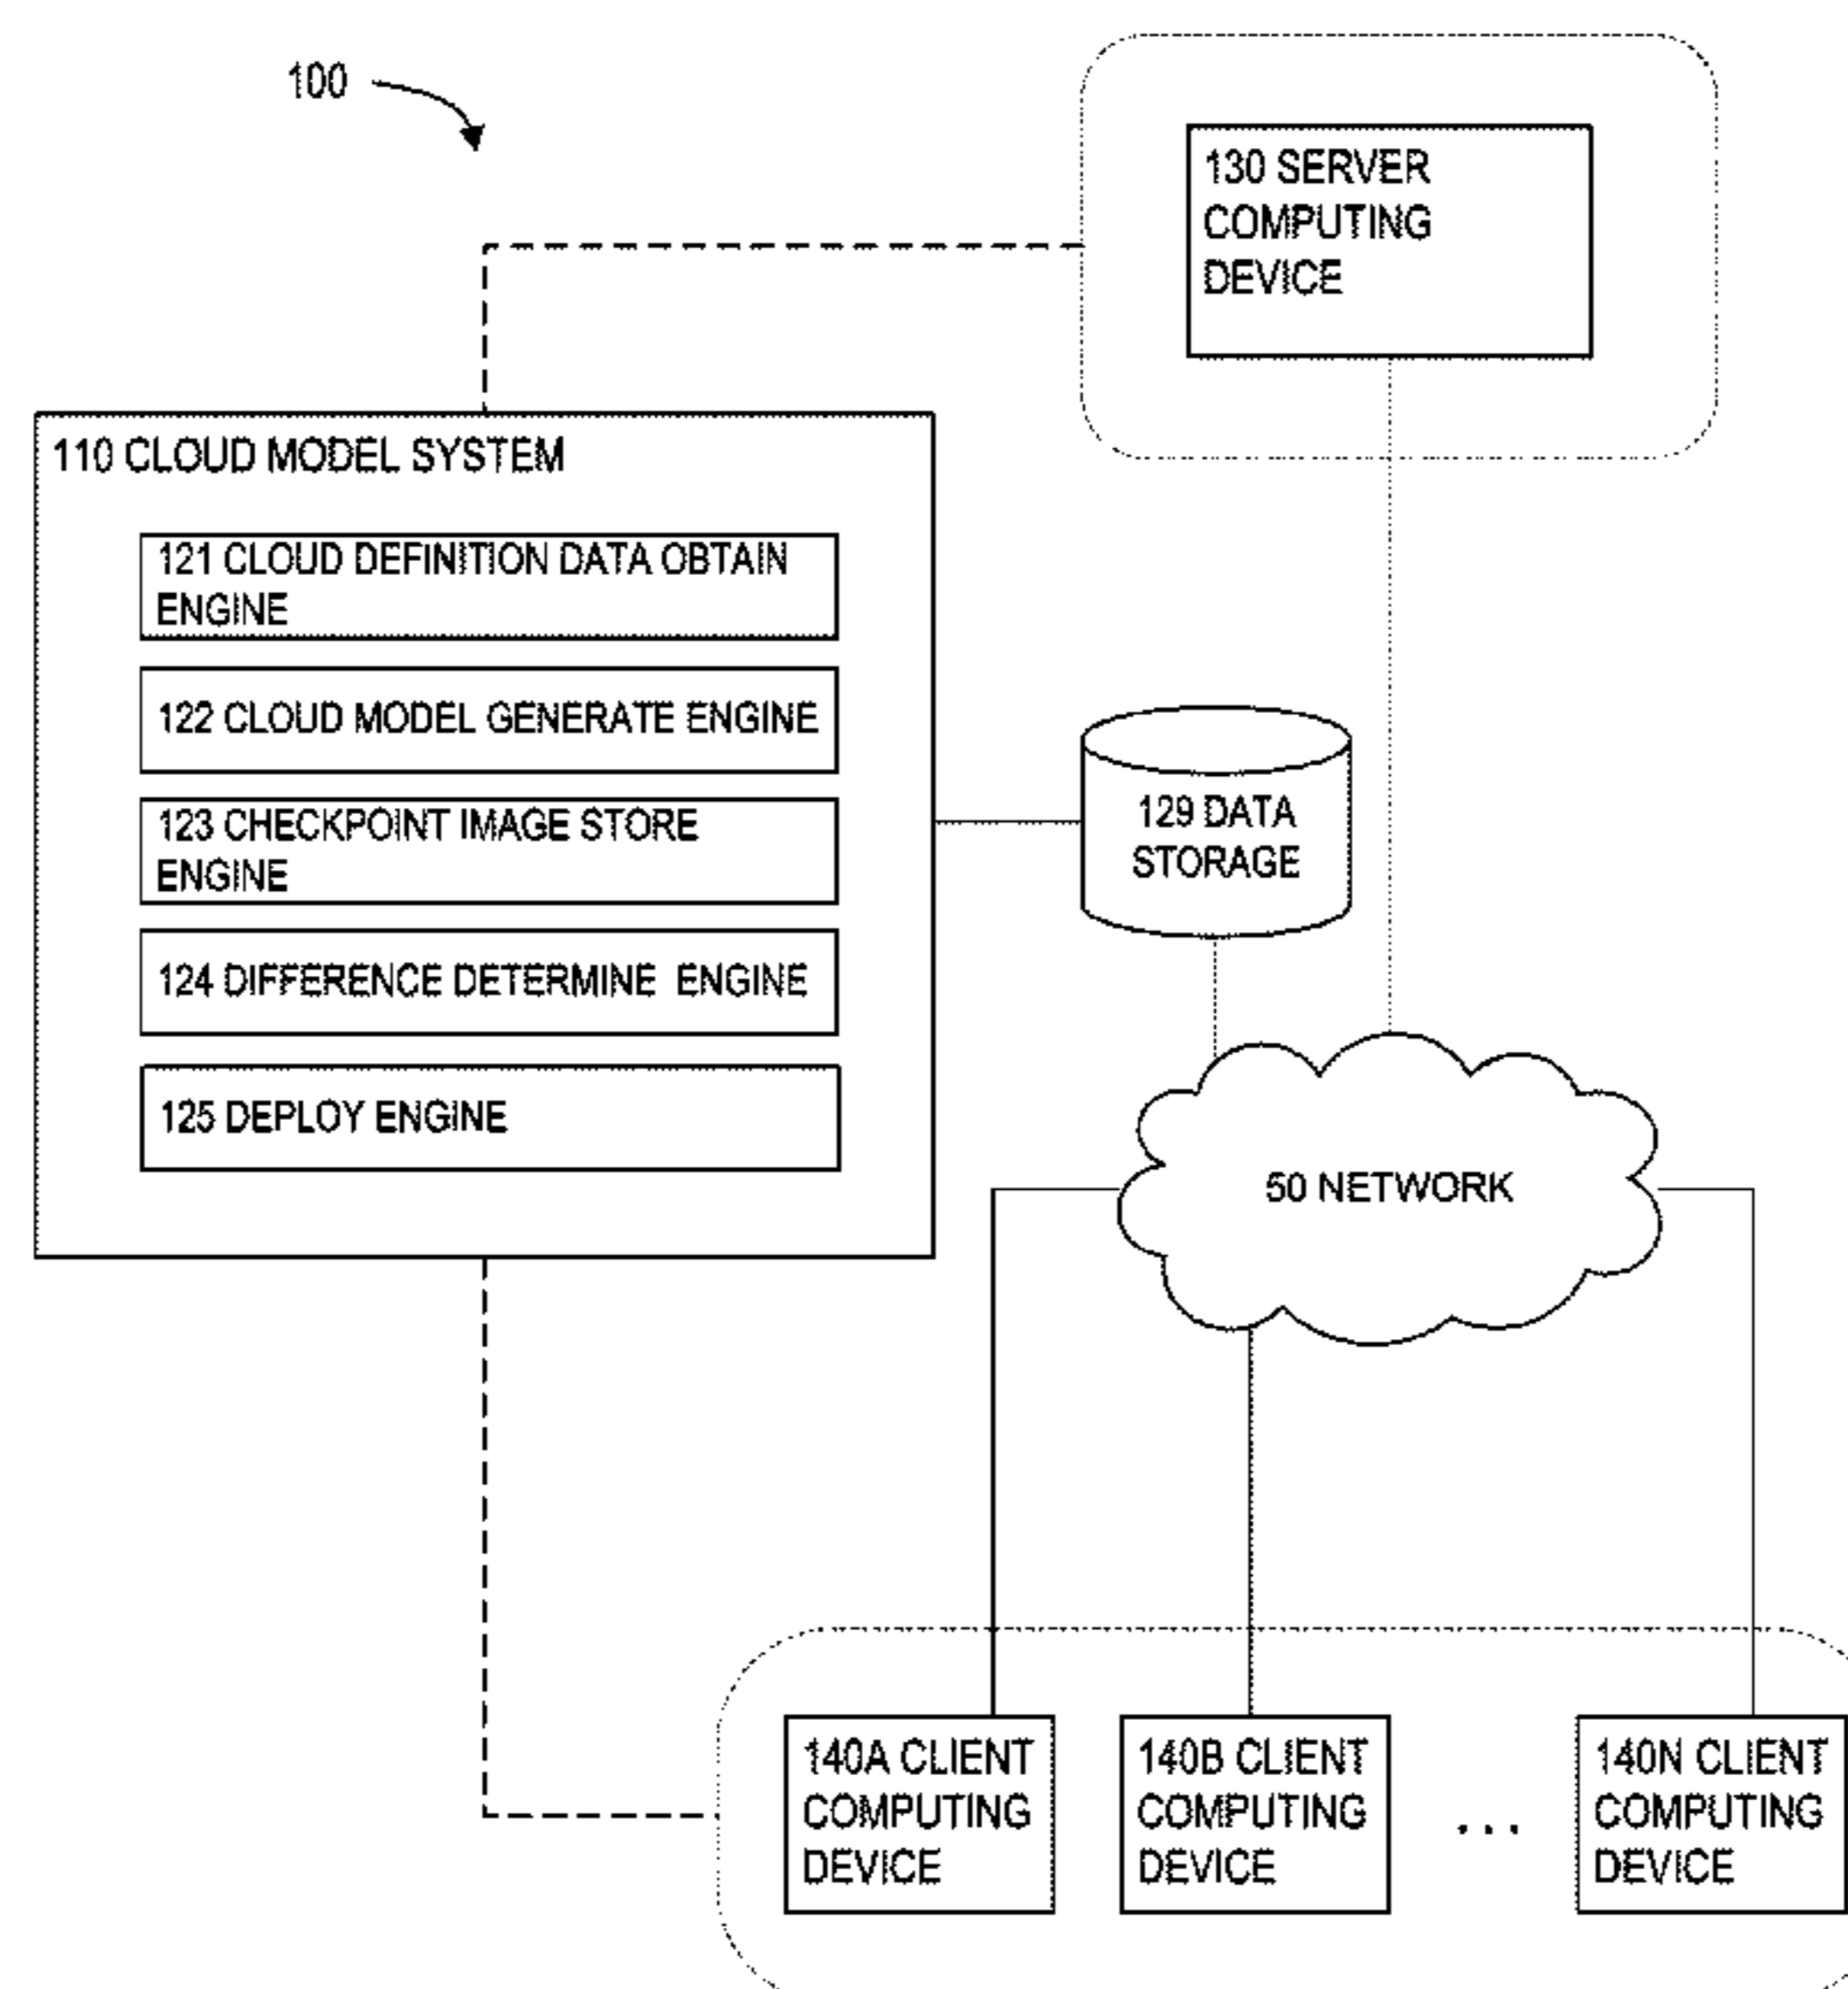 100
130 SERVER
COMPUTING
DEVICE
110 CLOUD MODEL SYSTEM
121 CLOUD DEFINITION DATA OBTAIN
ENGINE
122 CLOUD MODEL GENERATE ENGINE
123 CHECKPOINT IMAGE STORE
ENGINE
124 DIFFERENCE DETERMINE ENGINE
125 DEPLOY ENGINE
129 DATA
STORAGE
50 NETWORK
140A CLIENT
COMPUTING
DEVICE
140B CLIENT
COMPUTING
DEVICE
...
140N CLIENT
COMPUTING
DEVICE